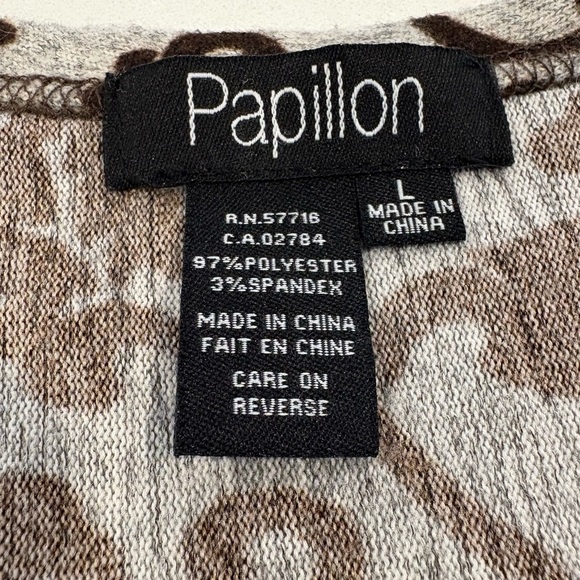 Papillon
L
MADE IN
CHINA
R.N.57716
C.A.02784
97%POLYESTER
3%SPANDEX
MADE IN CHINA
FAIT EN CHINE
CARE ON
REVERSE